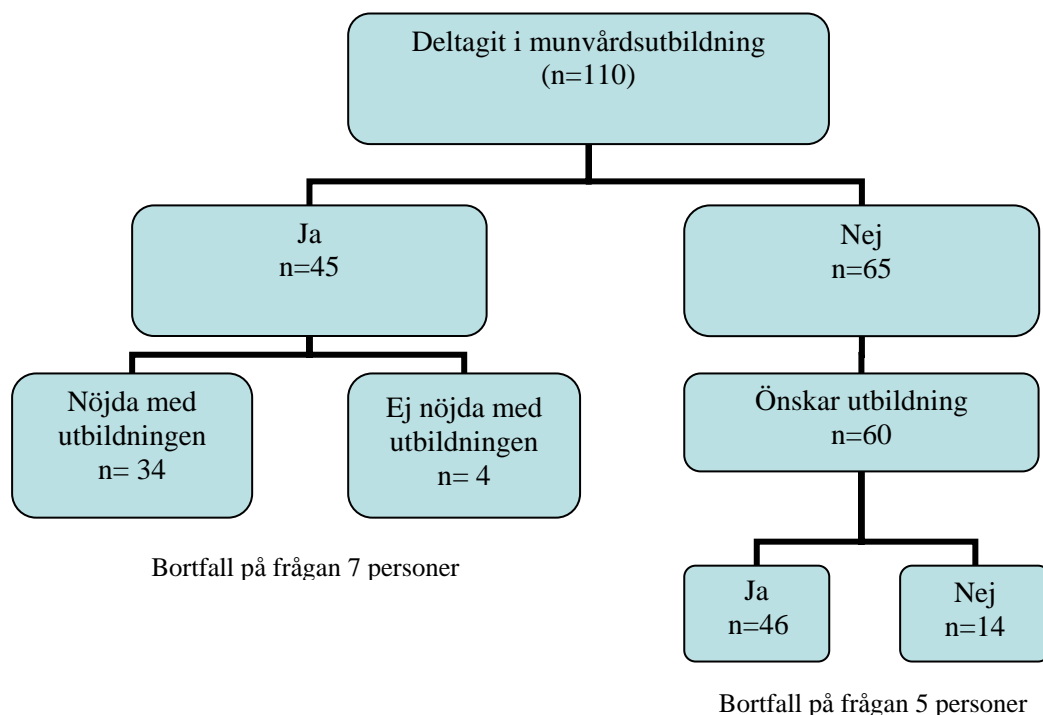 Deltagit i munvårdsutbildning
(n=110)
Ja
n=45
Nej
n=65
Nöjda med
utbildningen
n= 34
Ej nöjda med
utbildningen
n= 4
Önskar utbildning
n=60
Bortfall på frågan 7 personer
Ja
n=46
Nej
n=14
Bortfall på frågan 5 personer